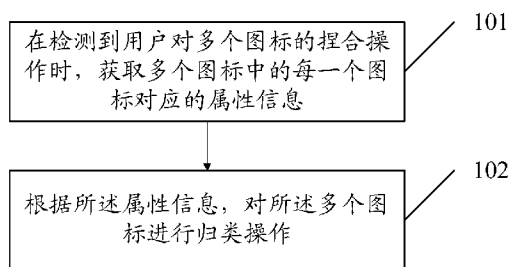 在检测到用户对多个图标的捏合操
作时，获取多个图标中的每一个图
标对应的属性信息
101
根据所述属性信息，对所述多个图
标进行归类操作
102